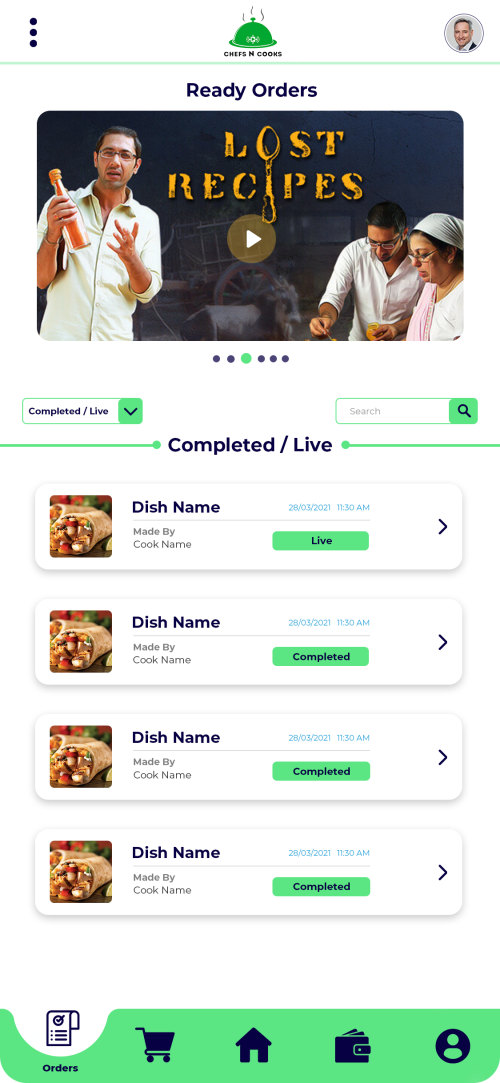 CHEFS N COOKS
Ready Orders
LOST
RECIPES
Completed / Live
Search
Completed / Live
Dish Name
28/03/2021 11:30 AM
Made By
Cook Name
Live
Dish Name
28/03/2021 11:30 AM
Made By
Cook Name
Completed
Dish Name
28/03/2021 11:30 AM
Made By
Cook Name
Completed
Dish Name
28/03/2021 11:30 AM
Made By
Cook Name
Completed
Orders